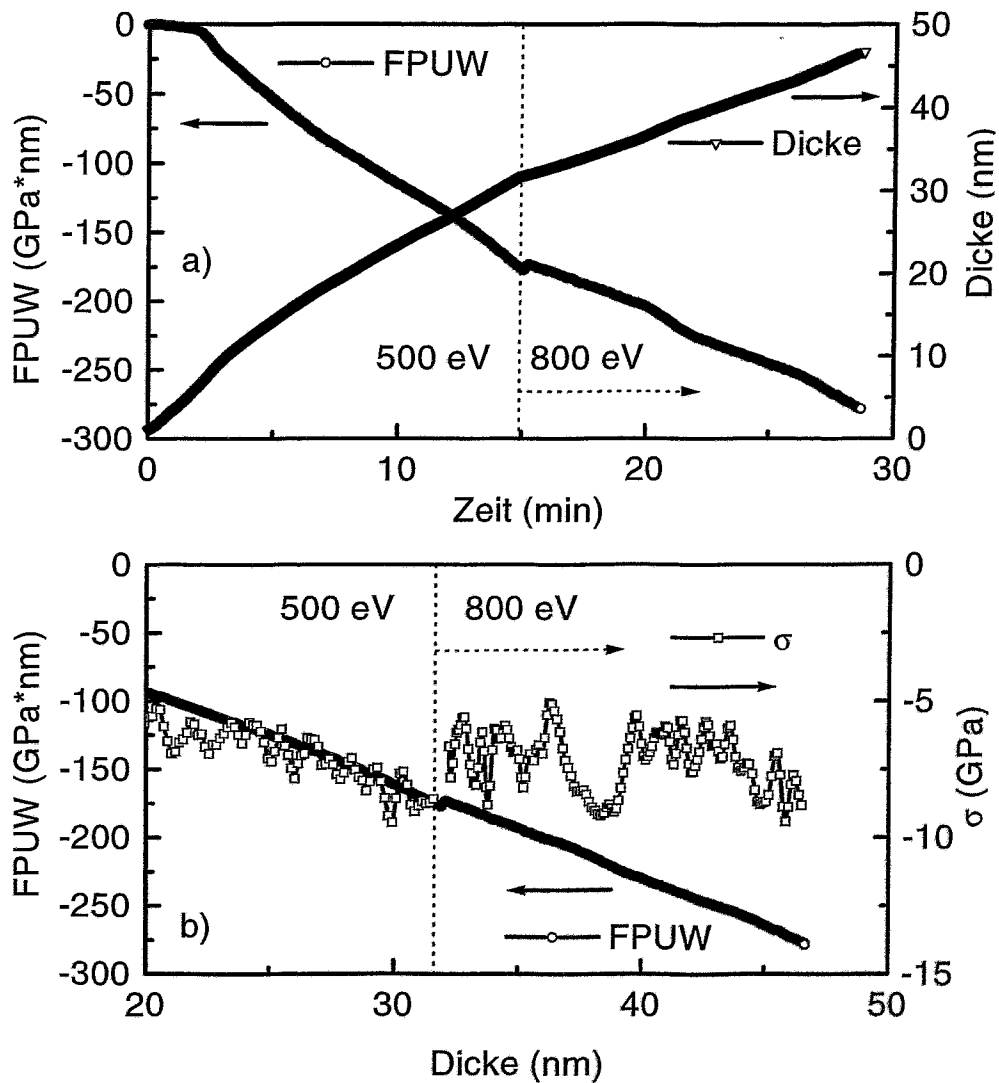 FPUW (GPa*nm)
0
-50
-100
-150
-200
-250
-300
FPUW
Dicke
a)
500 eV
800 eV
50
40
30
20
10
0
Dicke (nm)
0
10
20
30
Zeit (min)
FPUW (GPa*nm)
0
-50
-100
-150
-200
-250
-300
500 eV
800 eV
σ
b)
FPUW
0
-5
-10
-15
σ (GPa)
20
30
40
50
Dicke (nm)